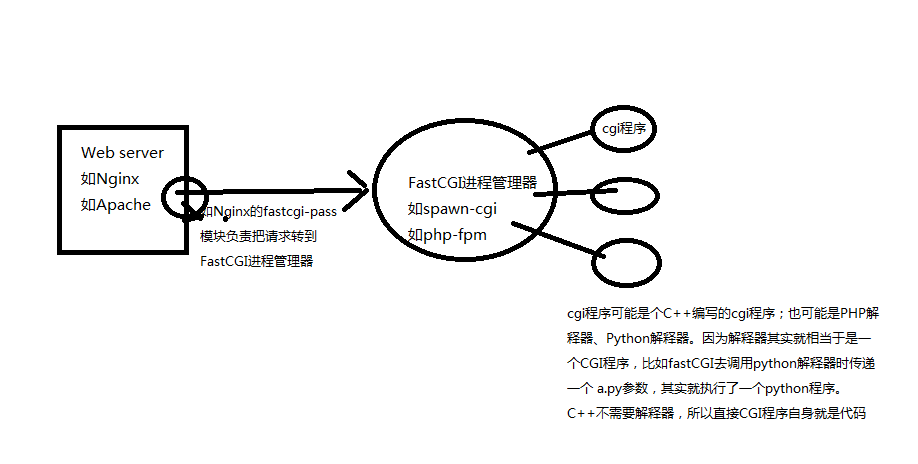 Web server
如Nginx
如Apache
如Nginx的fastcgi-pass
模块负责把请求转到
FastCGI进程管理器
FastCGI进程管理器
如spawn-cgi
如php-fpm
cgi程序
cgi程序可能是个C++编写的cgi程序；也可能是PHP解
释器、Python解释器。因为解释器其实就相当于是一
个CGI程序，比如fastCGI去调用python解释器时传递
一个 a.py参数，其实就执行了一个python程序。
C++不需要解释器，所以直接CGI程序自身就是代码